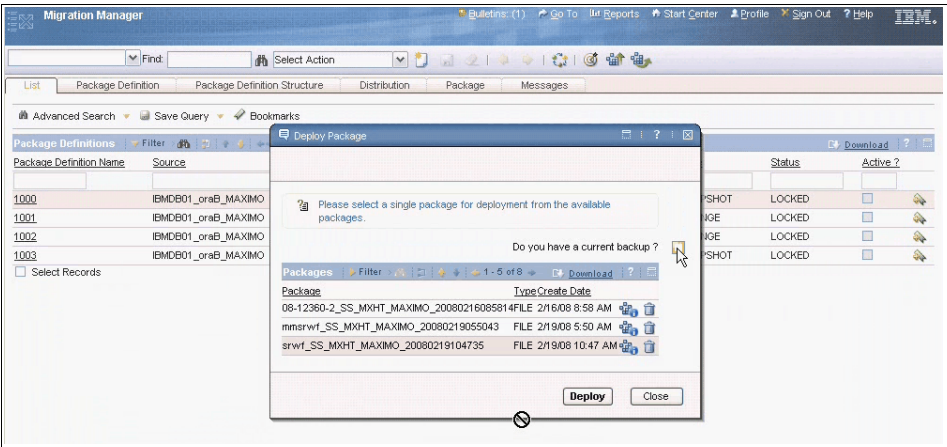 Migration Manager
Bulletins: (1) Go To Reports Start Center Profile Sign Out ? Help IBM.
Find: Select Action
List Package Definition Package Definition Structure Distribution Package Messages
Advanced Search Save Query Bookmarks
Package Definitions Filter Download ?
Package Definition Name Source Status Active ?
1000 IBMDB01_oraB_MAXIMO PSHOT LOCKED
1001 IBMDB01_oraB_MAXIMO NGE LOCKED
1002 IBMDB01_oraB_MAXIMO NGE LOCKED
1003 IBMDB01_oraB_MAXIMO PSHOT LOCKED
Select Records
Deploy Package ?
Please select a single package for deployment from the available
packages.
Do you have a current backup ?
Packages Filter 1 - 5 of 8 Download ?
Package Type Create Date
08-12360-2_SS_MXHT_MAXIMO_20080216085814 FILE 2/16/08 8:58 AM
mmsrwf_SS_MXHT_MAXIMO_20080219055043 FILE 2/19/08 5:50 AM
srwf_SS_MXHT_MAXIMO_20080219104735 FILE 2/19/08 10:47 AM
Deploy Close